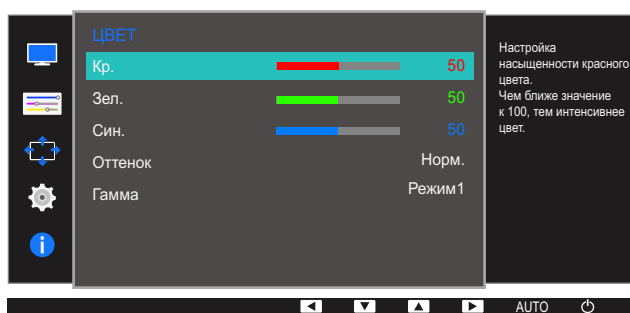 ЦВЕТ
Кр. 50
Зел. 50
Син. 50
Оттенок Норм.
Гамма Режим1
Настройка
насыщенности красного
цвета.
Чем ближе значение
к 100, тем интенсивнее
цвет.
AUTO